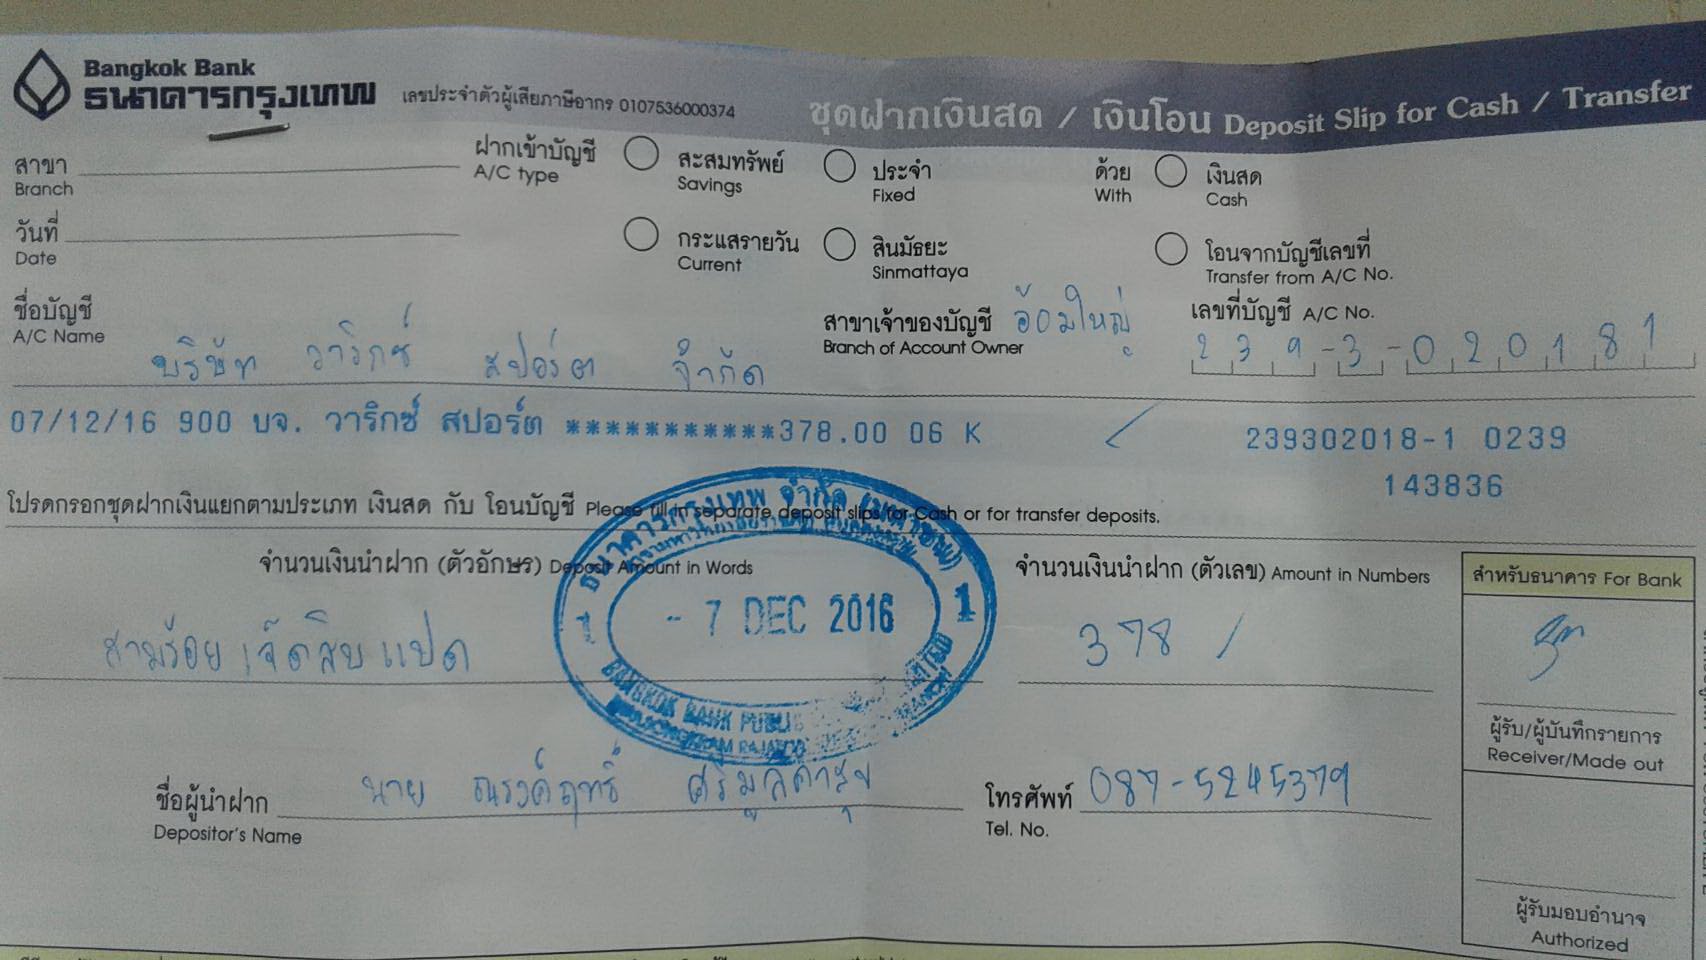 Bangkok Bank
ธนาคารกรุงเทพ
เลขประจำตัวผู้เสียภาษีอากร 0107536000374
ชุดฝากเงินสด / เงินโอน Deposit Slip for Cash / Transfer
สาขา
Branch
ฝากเข้าบัญชี
A/C type
สะสมทรัพย์
Savings
ประจำ
Fixed
ด้วย
With
เงินสด
Cash
วันที่
Date
กระแสรายวัน
Current
สินมัธยะ
Sinmattaya
โอนจากบัญชีเลขที่
Transfer from A/C No.
ชื่อบัญชี
A/C Name
บริษัท วาริกซ์ สปอร์ต จำกัด
สาขาเจ้าของบัญชี อ้อมใหญ่
Branch of Account Owner
เลขที่บัญชี A/C No.
239-3-020181
07/12/16 900 บจ. วาริกซ์ สปอร์ต ***********378.00 06 K
239302018-1 0239
143836
โปรดกรอกชุดฝากเงินแยกตามประเภท เงินสด กับ โอนบัญชี Please fill in separate deposit slips for Cash or for transfer deposits.
จำนวนเงินนำฝาก (ตัวอักษร) Deposit Amount in Words
จำนวนเงินนำฝาก (ตัวเลข) Amount in Numbers
สำหรับธนาคาร For Bank
สามร้อยเจ็ดสิบแปด
378 /
ธนาคารกรุงเทพ จำกัด (มหาชน)
1 - 7 DEC 2016 1
BANGKOK BANK PUBLIC
ผู้รับ/ผู้บันทึกรายการ
Receiver/Made out
ชื่อผู้นำฝาก นาย ณรงค์ฤทธิ์ ศรีมูลดาสุข
Depositor's Name
โทรศัพท์ 087-5245379
Tel. No.
ผู้รับมอบอำนาจ
Authorized